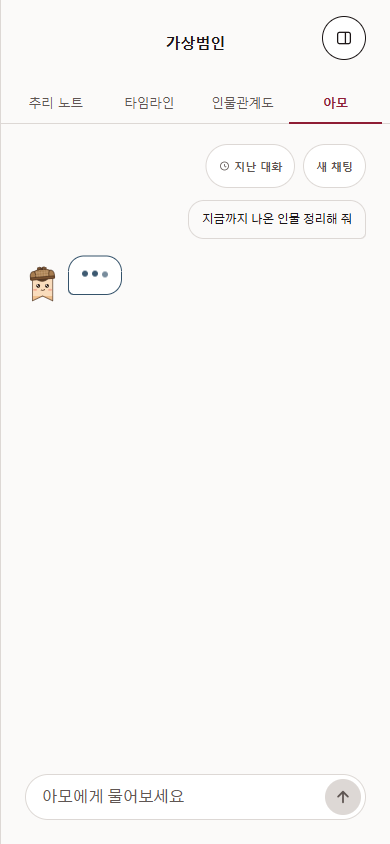 가상범인
추리 노트
타임라인
인물관계도
아모
지난 대화
새 채팅
지금까지 나온 인물 정리해 줘
아모에게 물어보세요